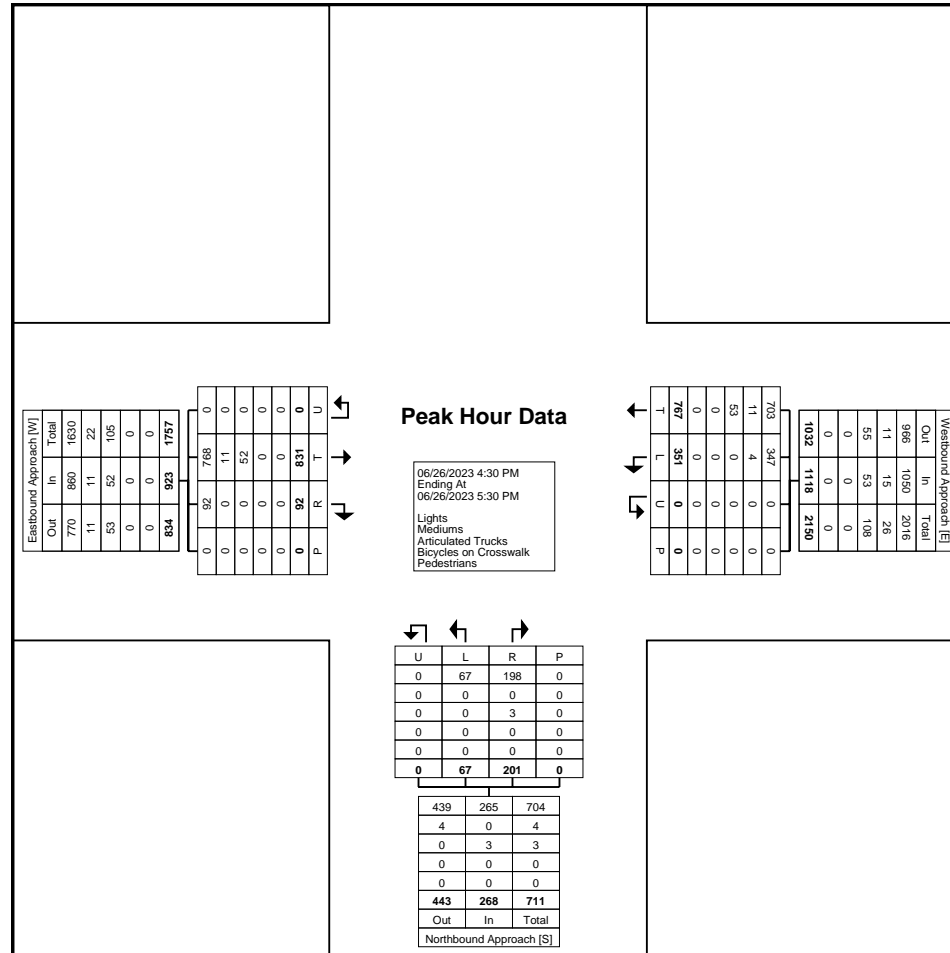 Peak Hour Data
06/26/2023 4:30 PM
Ending At
06/26/2023 5:30 PM
Lights
Mediums
Articulated Trucks
Bicycles on Crosswalk
Pedestrians
U T R P
0 831 92 0
0 0 0 0
0 0 0 0
0 52 0 0
0 11 0 0
0 768 92 0
1757 923 834
0 0 0
0 0 0
105 52 53
22 11 11
1630 860 770
Total In Out
Eastbound Approach [W]
Westbound Approach [E]
Out In Total
966 1050 2016
11 15 26
55 53 108
0 0 0
0 0 0
1032 1118 2150
703 347 0 0
11 4 0 0
53 0 0 0
0 0 0 0
0 0 0 0
767 351 0 0
T L U P
U L R P
0 67 198 0
0 0 0 0
0 0 3 0
0 0 0 0
0 0 0 0
0 67 201 0
439 265 704
4 0 4
0 3 3
0 0 0
0 0 0
443 268 711
Out In Total
Northbound Approach [S]